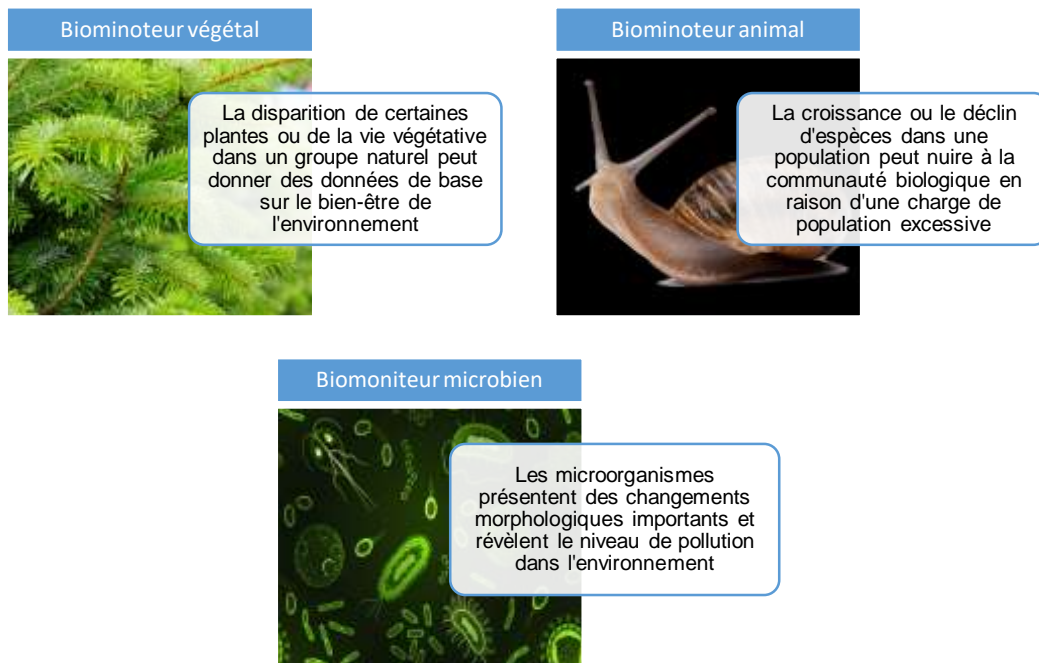 Biominoteur végétal
La disparition de certaines
plantes ou de la vie végétative
dans un groupe naturel peut
donner des données de base
sur le bien-être de
l'environnement
Biominoteur animal
La croissance ou le déclin
d'espèces dans une
population peut nuire à la
communauté biologique en
raison d'une charge de
population excessive
Biomoniteur microbien
Les microorganismes
présentent des changements
morphologiques importants et
révèlent le niveau de pollution
dans l'environnement